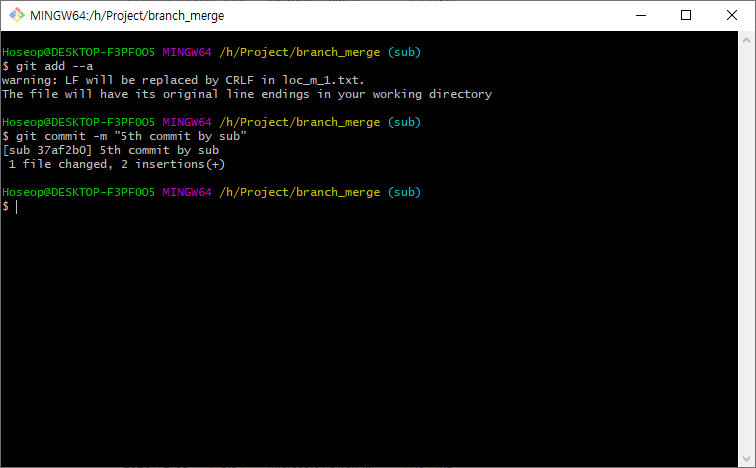 MINGW64:/h/Project/branch_merge
Hoseop@DESKTOP-F3PFOO5 MINGW64 /h/Project/branch_merge (sub)
$ git add --a
warning: LF will be replaced by CRLF in loc_m_1.txt.
The file will have its original line endings in your working directory
Hoseop@DESKTOP-F3PFOO5 MINGW64 /h/Project/branch_merge (sub)
$ git commit -m "5th commit by sub"
[sub 37af2b0] 5th commit by sub
 1 file changed, 2 insertions(+)
Hoseop@DESKTOP-F3PFOO5 MINGW64 /h/Project/branch_merge (sub)
$